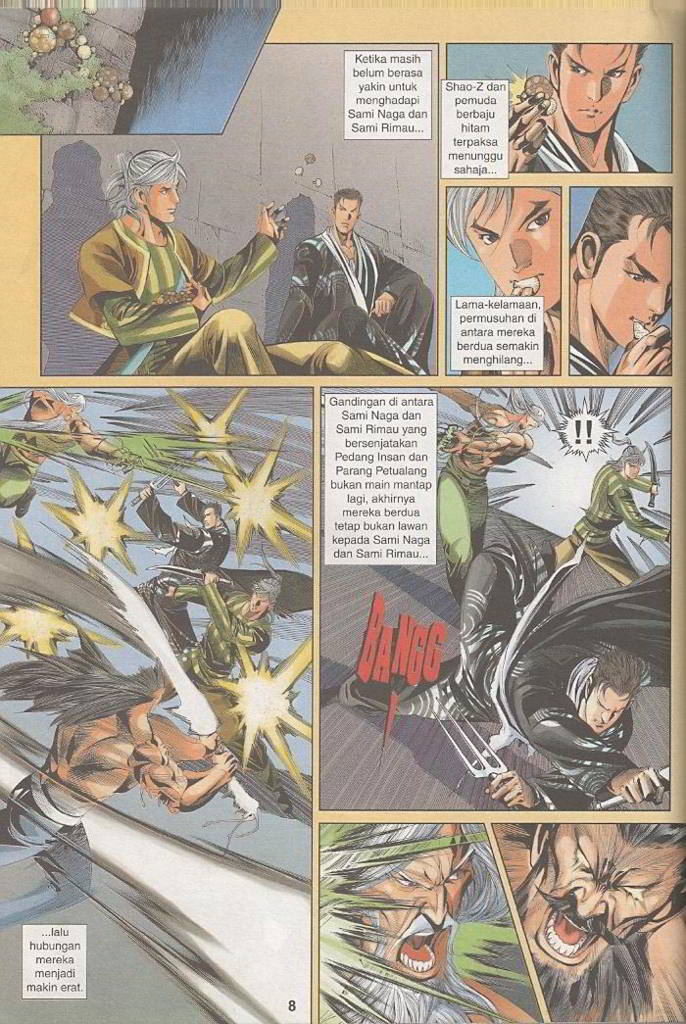 Ketika masih
belum berasa
yakin untuk
menghadapi
Sami Naga dan
Sami Rimau...
Shao-Z dan
pemuda
berbaju
hitam
terpaksa
menunggu
sahaja...
Lama-kelamaan,
permusuhan di
antara mereka
berdua semakin
menghilang...
...lalu
hubungan
mereka
menjadi
makin erat.
Gandingan di antara
Sami Naga dan
Sami Rimau yang
bersenjatakan
Pedang Insan dan
Parang Petualang
bukan main mantap
lagi, akhirnya
mereka berdua
tetap bukan lawan
kepada Sami Naga
dan Sami Rimau...
!!
BANGG
!
8